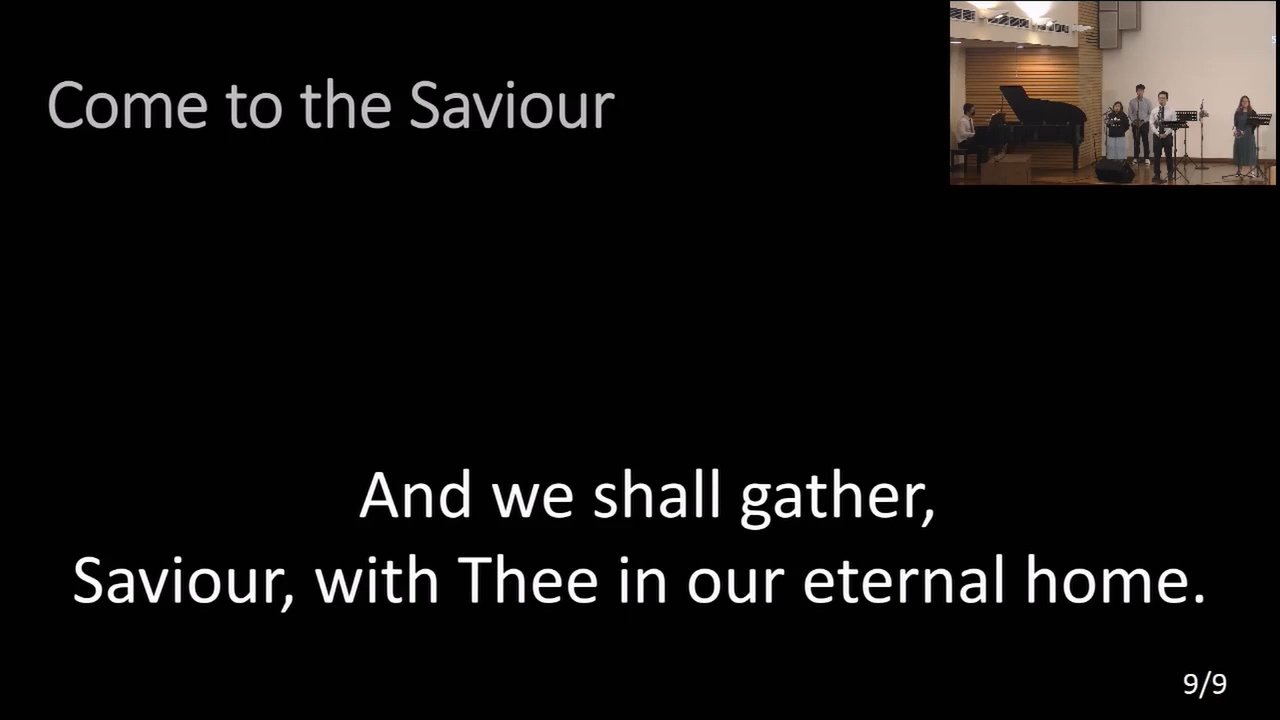 Come to the Saviour
And we shall gather,
Saviour, with Thee in our eternal home.
9/9